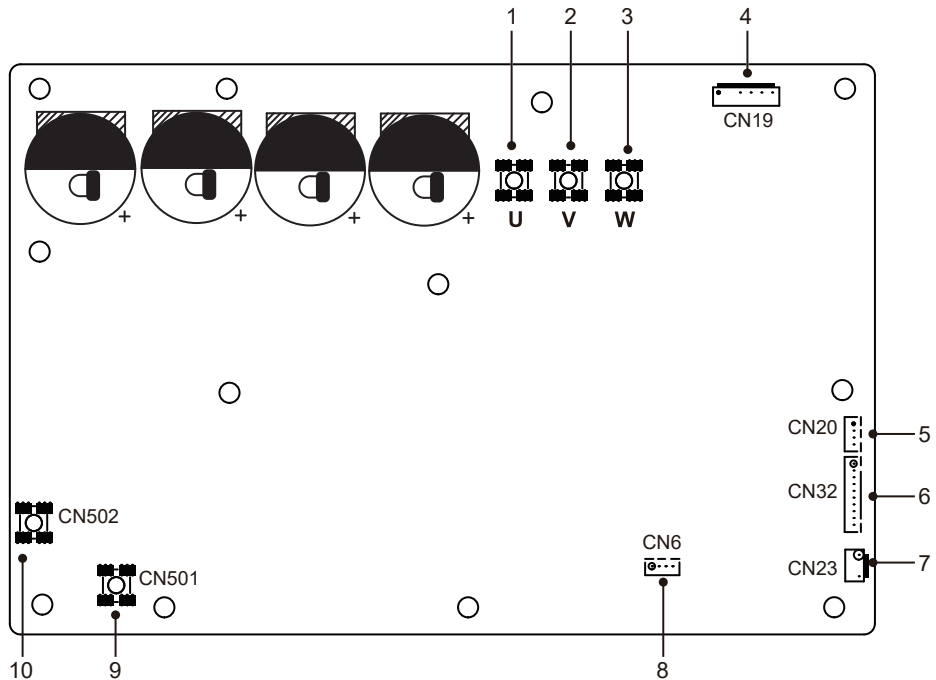 1 2 3 4
CN19
+ + + +
U V W
CN20 5
CN32 6
CN502
CN6
CN23 7
CN501
10 9 8